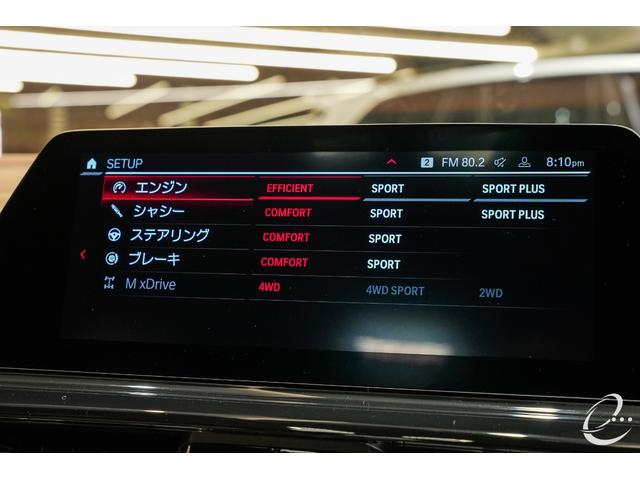 SETUP 2 FM 80.2 8:10pm
エンジン EFFICIENT SPORT SPORT PLUS
シャシー COMFORT SPORT SPORT PLUS
ステアリング COMFORT SPORT
ブレーキ COMFORT SPORT
M xDrive 4WD 4WD SPORT 2WD